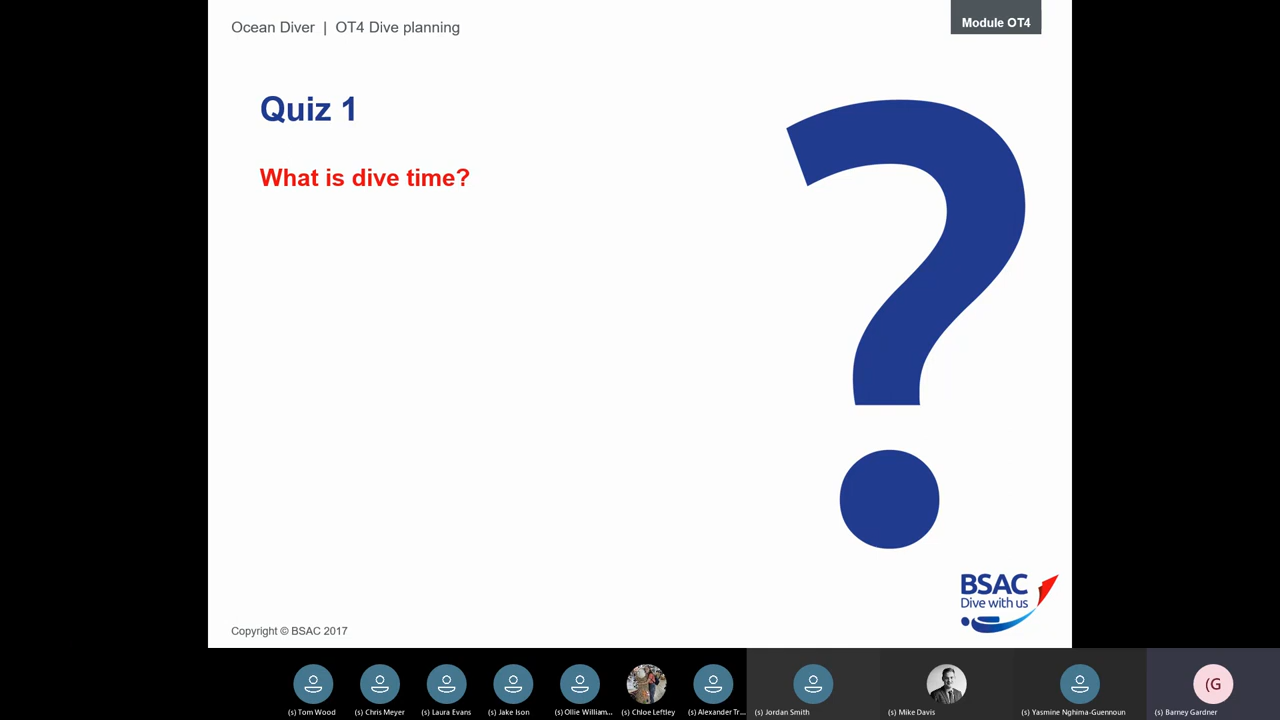 Ocean Diver | OT4 Dive planning
Module OT4
Quiz 1
What is dive time?
?
BSAC
Dive with us
Copyright © BSAC 2017
(s) Tom Wood
(s) Chris Meyer
(s) Laura Evans
(s) Jake Ison
(s) Ollie William...
(s) Chloe Leftley
(s) Alexander Tr...
(s) Jordan Smith
(s) Mike Davis
(s) Yasmine Nghima-Guennoun
(G
(s) Barney Gardner